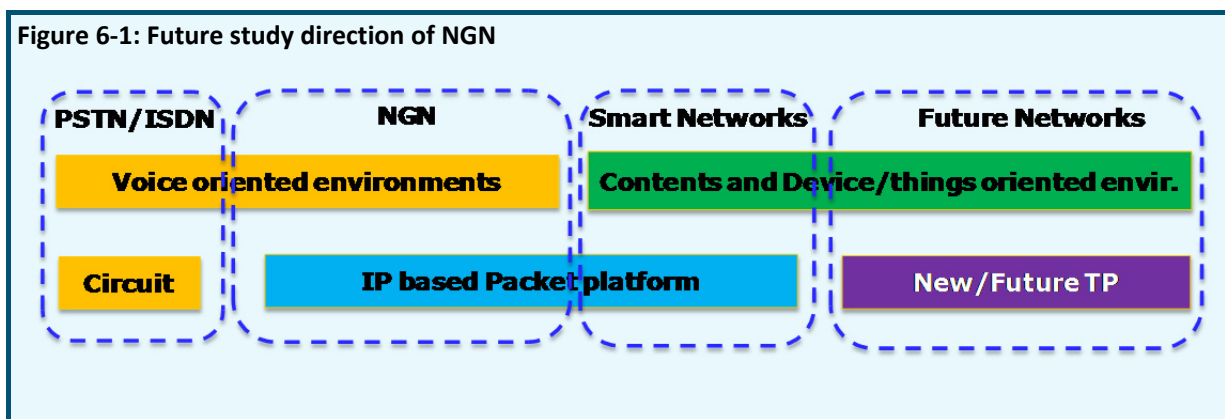 Figure 6-1: Future study direction of NGN
PSTN/ISDN NGN Smart Networks Future Networks
Voice oriented environments Contents and Device/things oriented envir.
Circuit IP based Packet platform New/Future TP